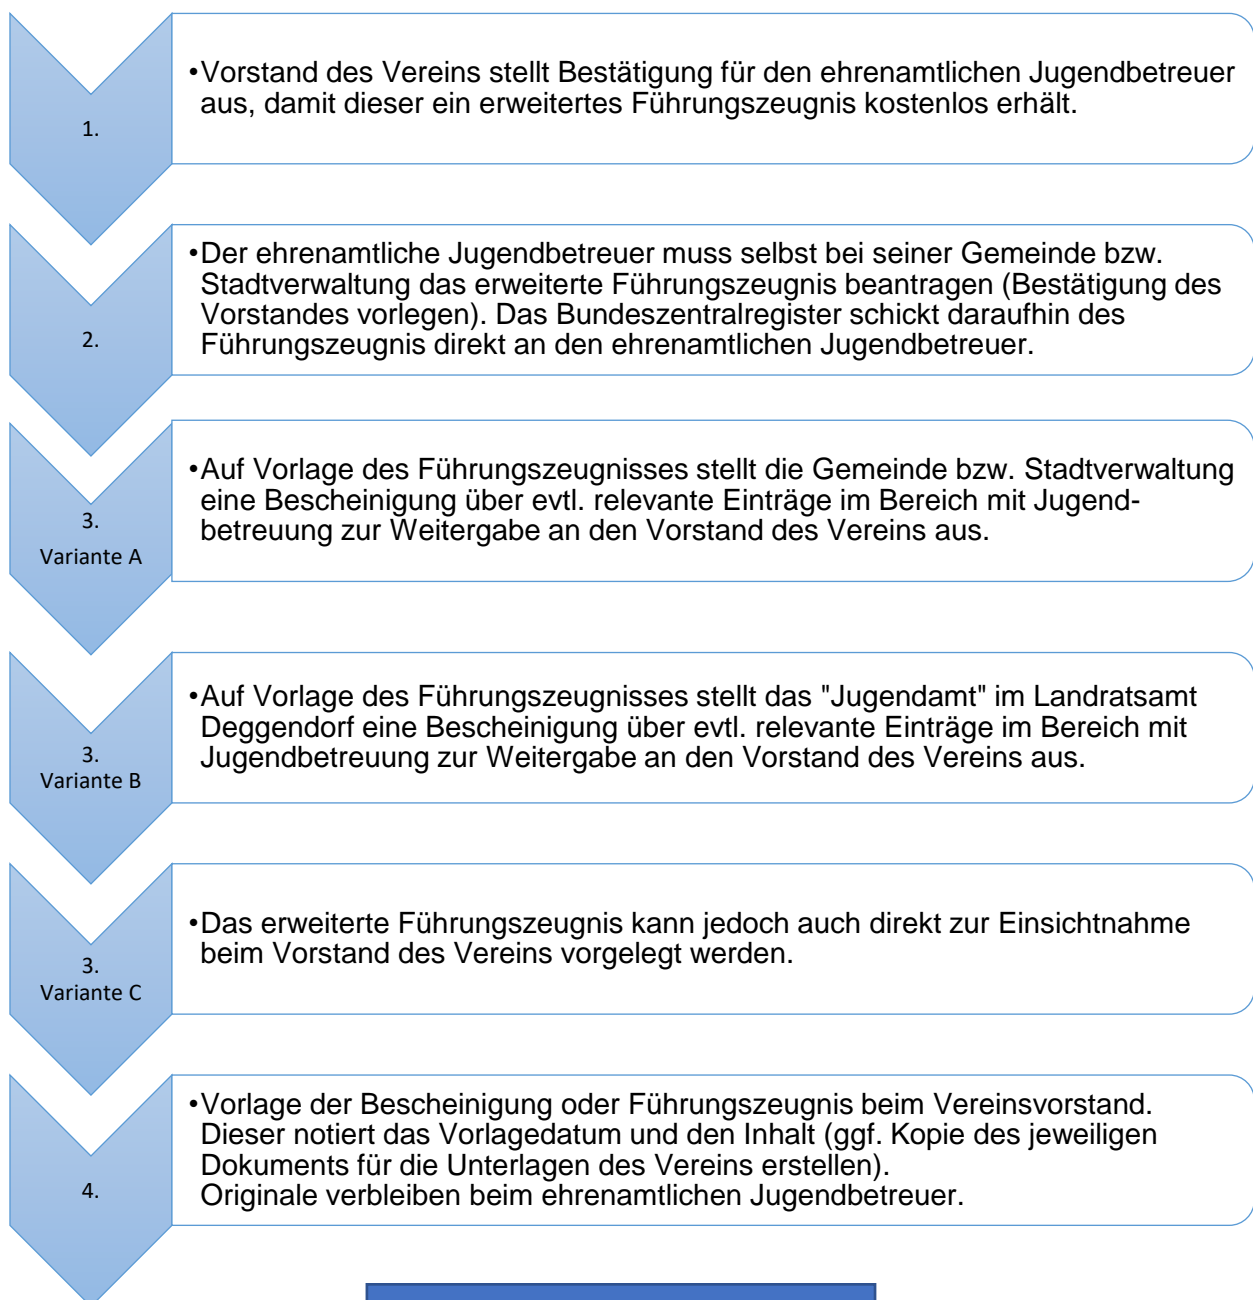 1.
•Vorstand des Vereins stellt Bestätigung für den ehrenamtlichen Jugendbetreuer
aus, damit dieser ein erweitertes Führungszeugnis kostenlos erhält.
2.
•Der ehrenamtliche Jugendbetreuer muss selbst bei seiner Gemeinde bzw.
Stadtverwaltung das erweiterte Führungszeugnis beantragen (Bestätigung des
Vorstandes vorlegen). Das Bundeszentralregister schickt daraufhin des
Führungszeugnis direkt an den ehrenamtlichen Jugendbetreuer.
3.
Variante A
•Auf Vorlage des Führungszeugnisses stellt die Gemeinde bzw. Stadtverwaltung
eine Bescheinigung über evtl. relevante Einträge im Bereich mit Jugend-
betreuung zur Weitergabe an den Vorstand des Vereins aus.
3.
Variante B
•Auf Vorlage des Führungszeugnisses stellt das "Jugendamt" im Landratsamt
Deggendorf eine Bescheinigung über evtl. relevante Einträge im Bereich mit
Jugendbetreuung zur Weitergabe an den Vorstand des Vereins aus.
3.
Variante C
•Das erweiterte Führungszeugnis kann jedoch auch direkt zur Einsichtnahme
beim Vorstand des Vereins vorgelegt werden.
4.
•Vorlage der Bescheinigung oder Führungszeugnis beim Vereinsvorstand.
Dieser notiert das Vorlagedatum und den Inhalt (ggf. Kopie des jeweiligen
Dokuments für die Unterlagen des Vereins erstellen).
Originale verbleiben beim ehrenamtlichen Jugendbetreuer.